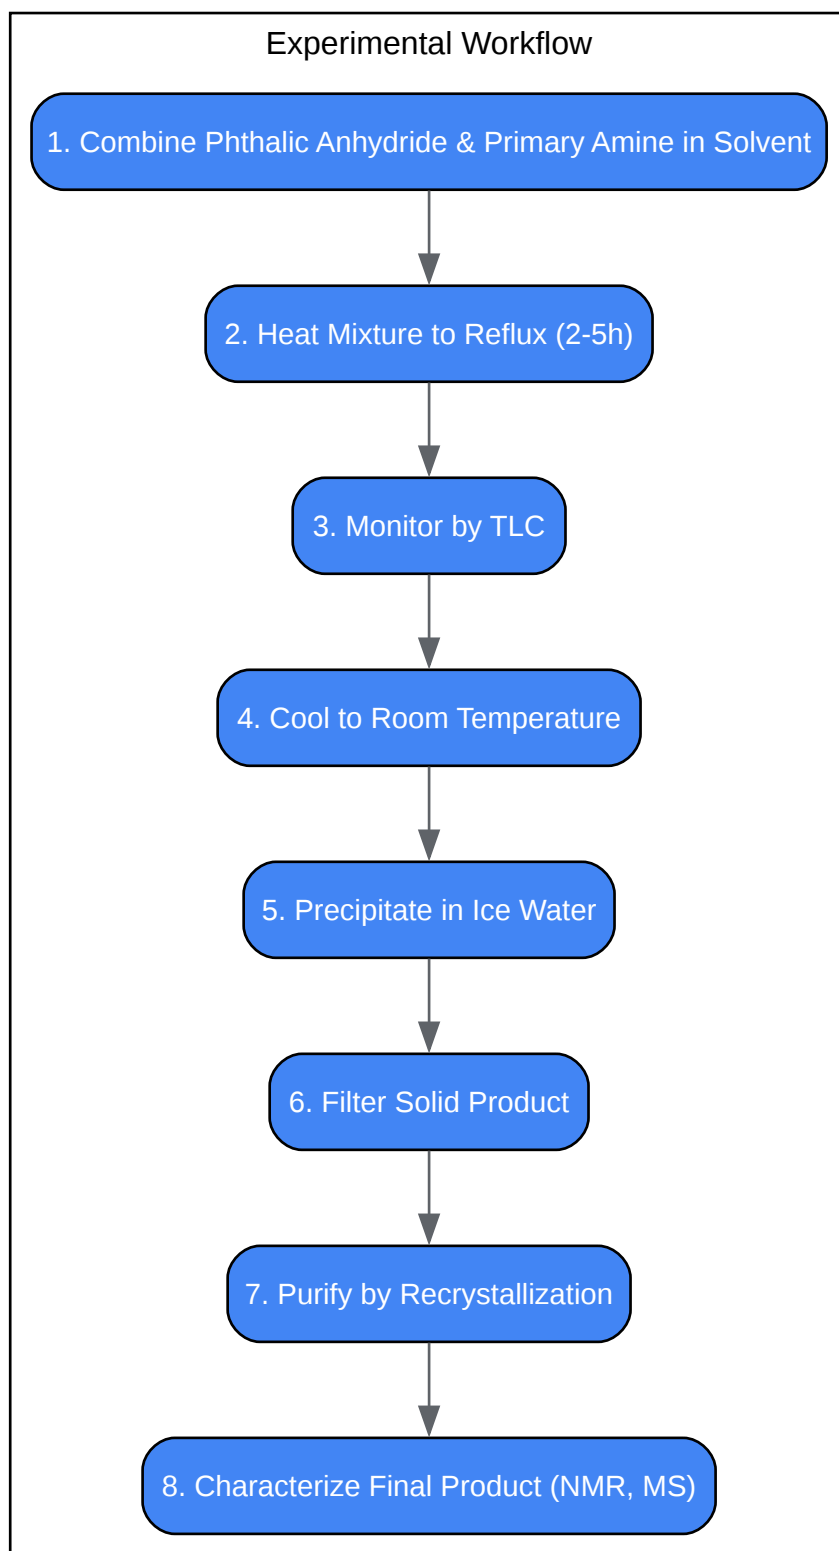 Experimental Workflow
1. Combine Phthalic Anhydride & Primary Amine in Solvent
2. Heat Mixture to Reflux (2-5h)
3. Monitor by TLC
4. Cool to Room Temperature
5. Precipitate in Ice Water
6. Filter Solid Product
7. Purify by Recrystallization
8. Characterize Final Product (NMR, MS)